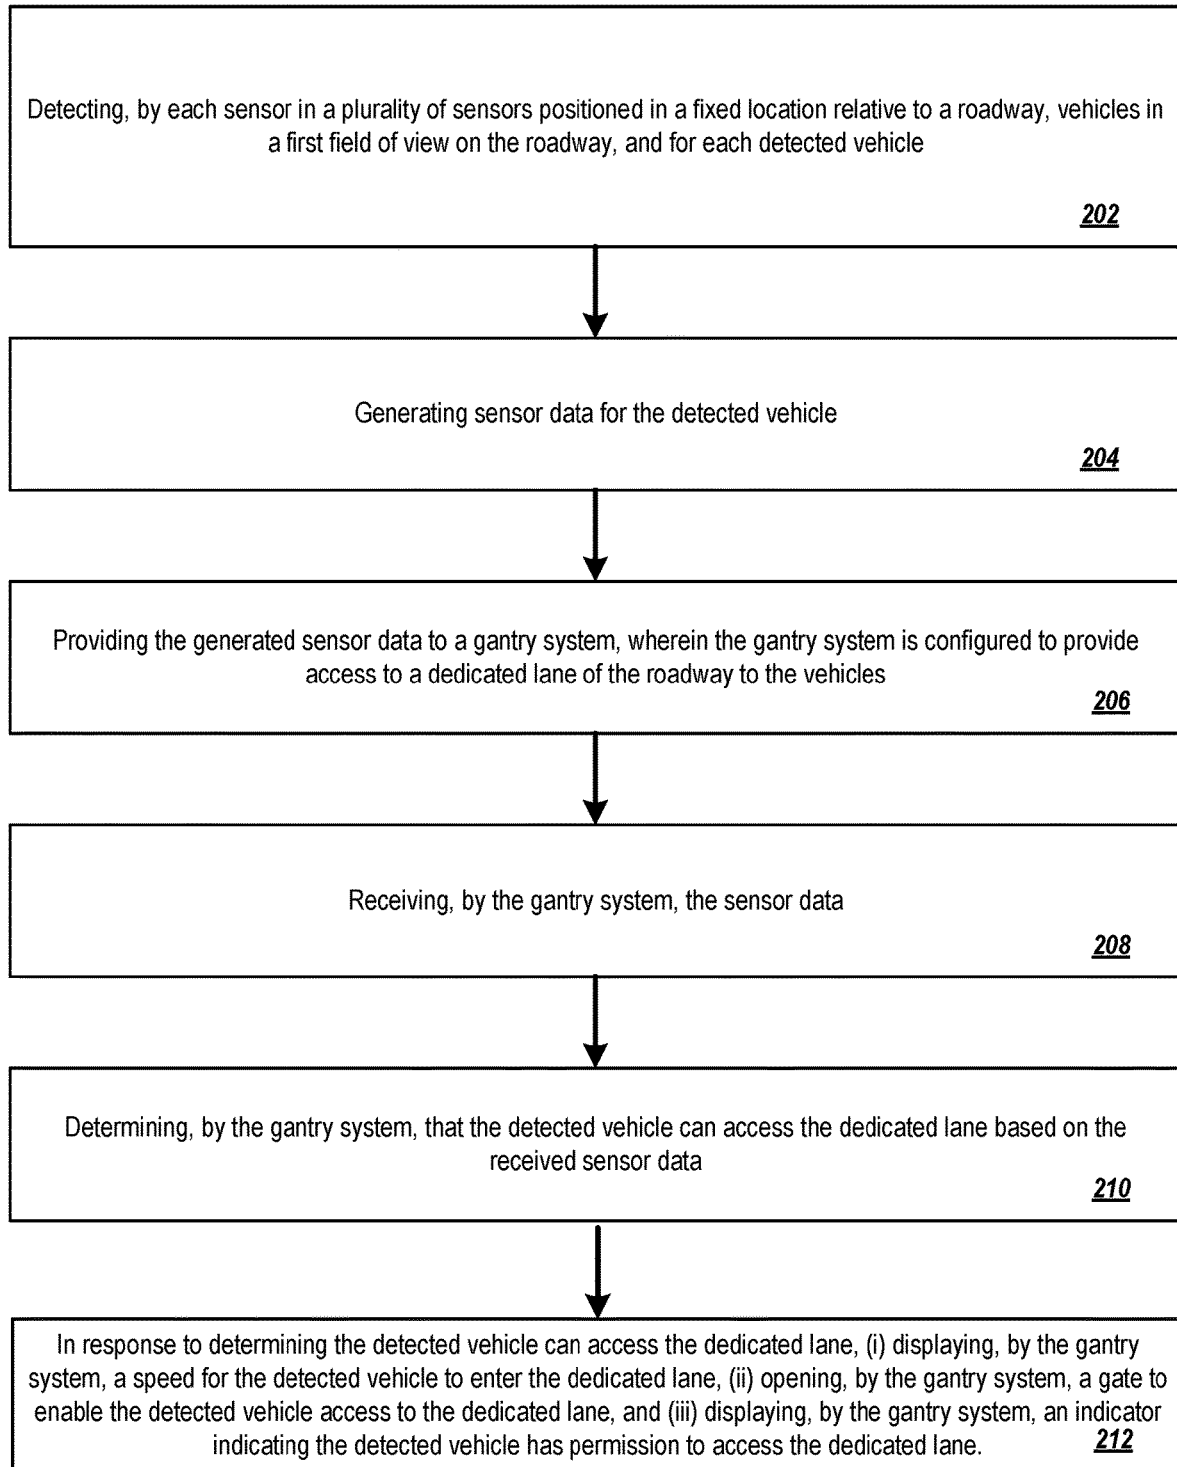 Detecting, by each sensor in a plurality of sensors positioned in a fixed location relative to a roadway, vehicles in
a first field of view on the roadway, and for each detected vehicle
202
Generating sensor data for the detected vehicle
204
Providing the generated sensor data to a gantry system, wherein the gantry system is configured to provide
access to a dedicated lane of the roadway to the vehicles
206
Receiving, by the gantry system, the sensor data
208
Determining, by the gantry system, that the detected vehicle can access the dedicated lane based on the
received sensor data
210
In response to determining the detected vehicle can access the dedicated lane, (i) displaying, by the gantry
system, a speed for the detected vehicle to enter the dedicated lane, (ii) opening, by the gantry system, a gate to
enable the detected vehicle access to the dedicated lane, and (iii) displaying, by the gantry system, an indicator
indicating the detected vehicle has permission to access the dedicated lane.
212